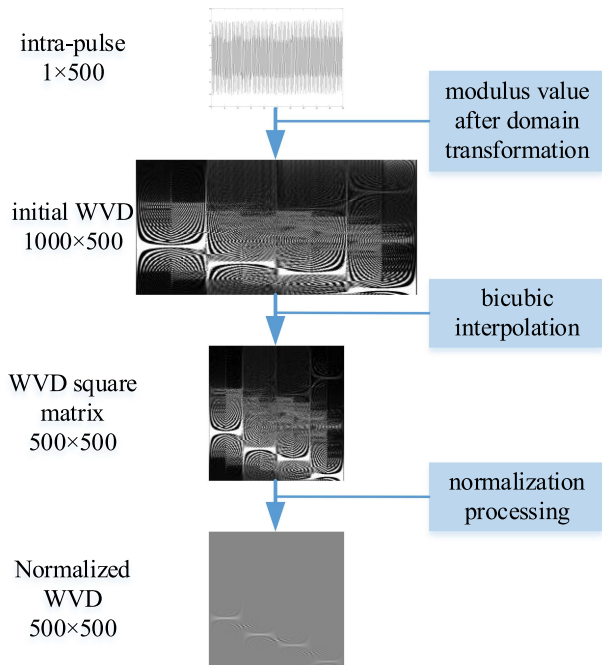 intra-pulse
1×500
modulus value
after domain
transformation
initial WVD
1000×500
bicubic
interpolation
WVD square
matrix
500×500
normalization
processing
Normalized
WVD
500×500